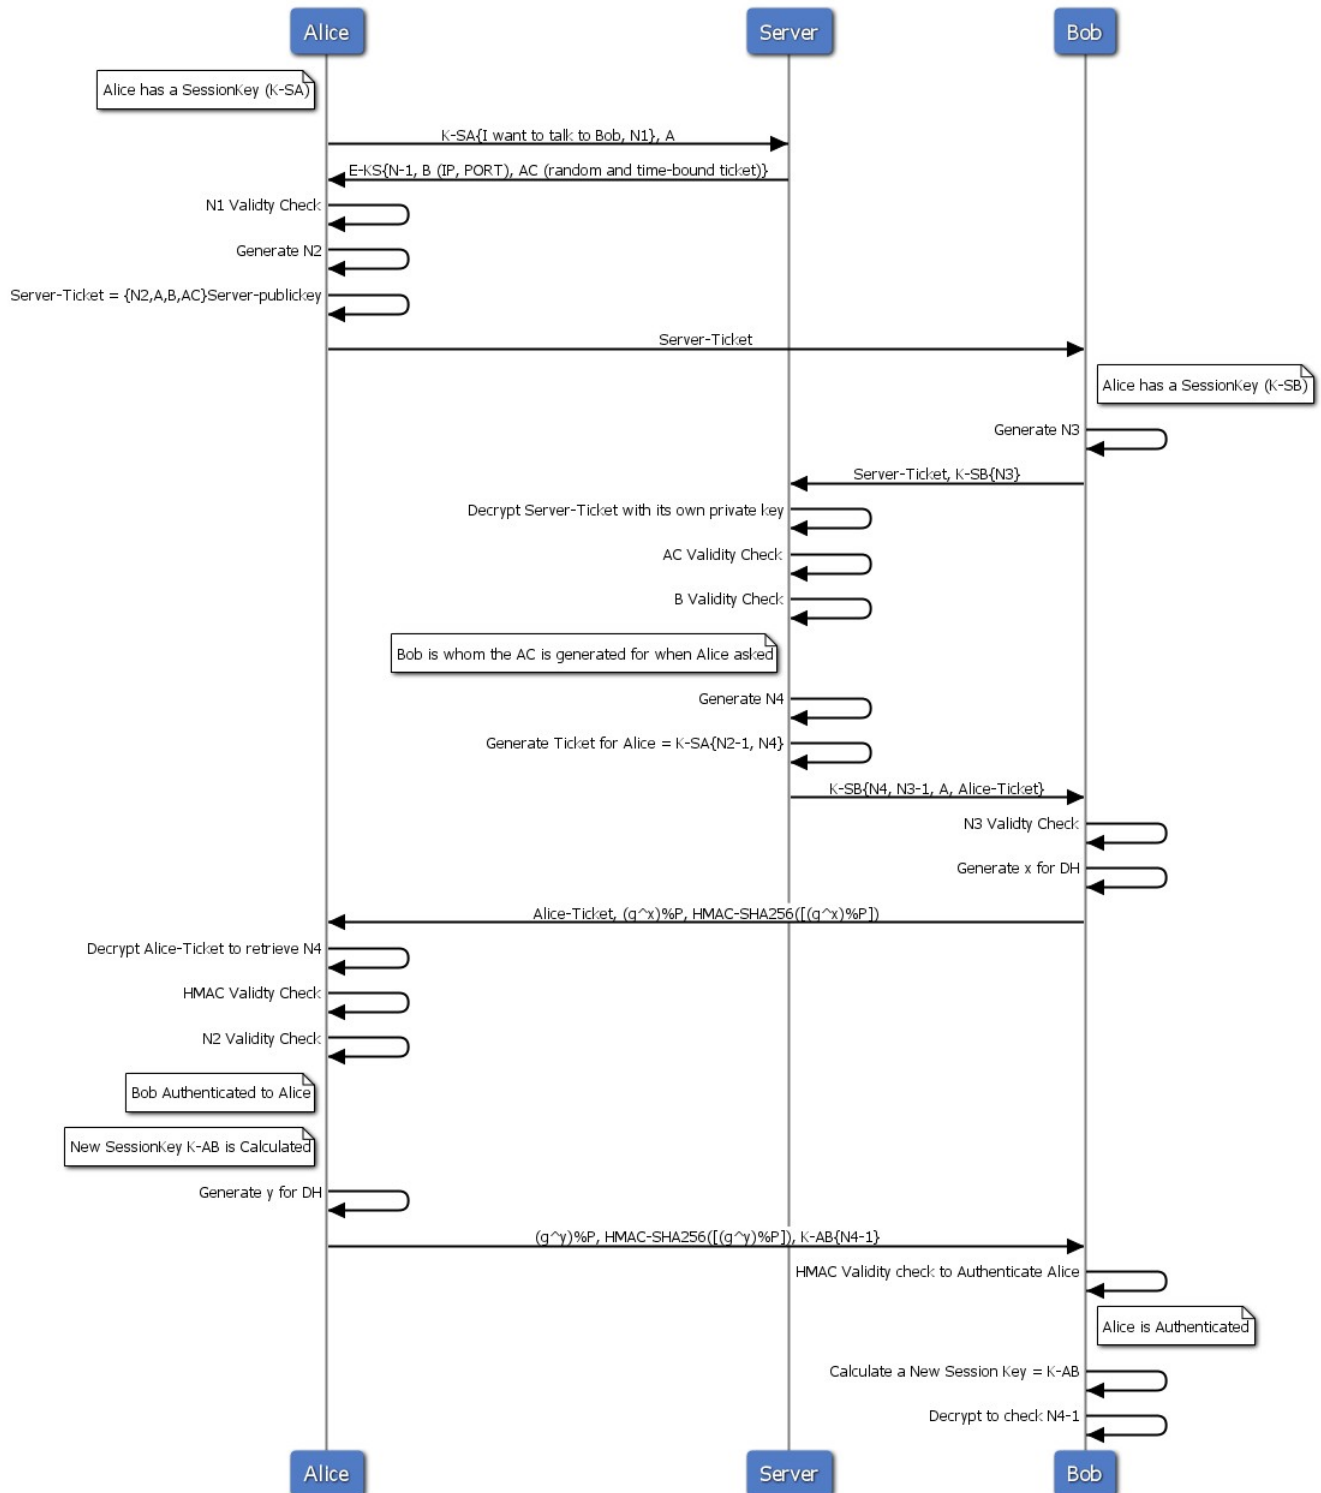 Alice
Server
Bob
Alice has a SessionKey (K-SA)
K-SA{I want to talk to Bob, N1}, A
E-KS{N-1, B (IP, PORT), AC (random and time-bound ticket)}
N1 Validty Check
Generate N2
Server-Ticket = {N2,A,B,AC}Server-publickey
Server-Ticket
Alice has a SessionKey (K-SB)
Generate N3
Server-Ticket, K-SB{N3}
Decrypt Server-Ticket with its own private key
AC Validity Check
B Validity Check
Bob is whom the AC is generated for when Alice asked
Generate N4
Generate Ticket for Alice = K-SA{N2-1, N4}
K-SB{N4, N3-1, A, Alice-Ticket}
N3 Validty Check
Generate x for DH
Alice-Ticket, (g^x)%P, HMAC-SHA256([(g^x)%P])
Decrypt Alice-Ticket to retrieve N4
HMAC Validty Check
N2 Validity Check
Bob Authenticated to Alice
New SessionKey K-AB is Calculated
Generate y for DH
(g^y)%P, HMAC-SHA256([(g^y)%P]), K-AB{N4-1}
HMAC Validity check to Authenticate Alice
Alice is Authenticated
Calculate a New Session Key = K-AB
Decrypt to check N4-1
Alice
Server
Bob